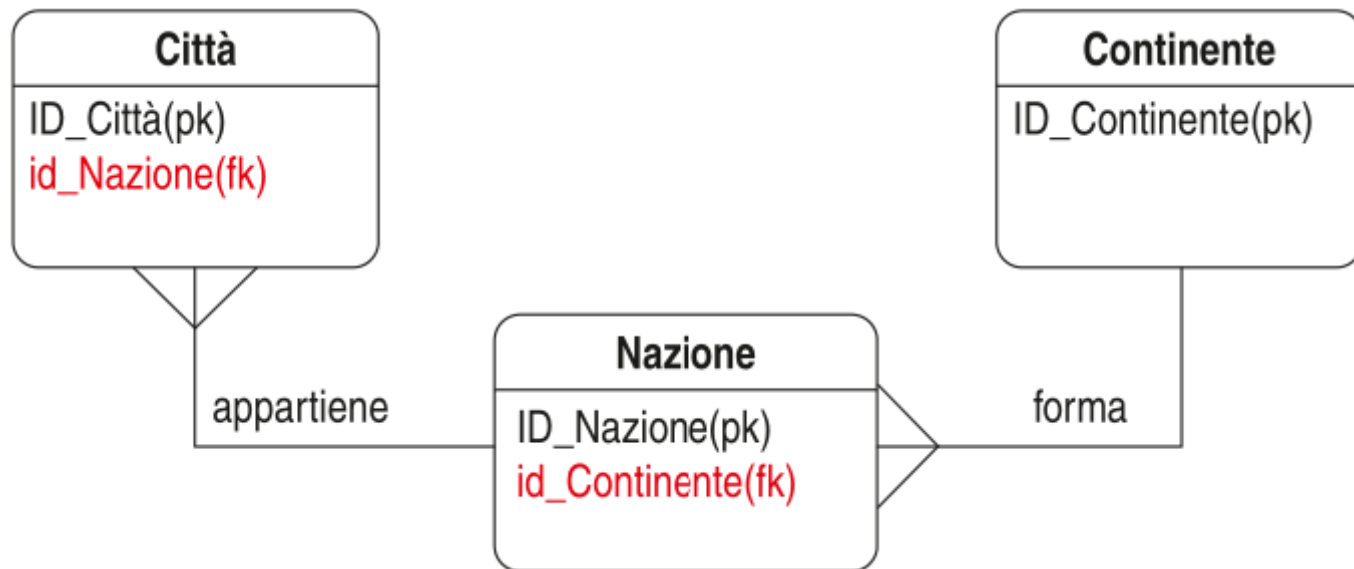 Città
ID_Città(pk)
id_Nazione(fk)
Continente
ID_Continente(pk)
appartiene
Nazione
ID_Nazione(pk)
id_Continente(fk)
forma